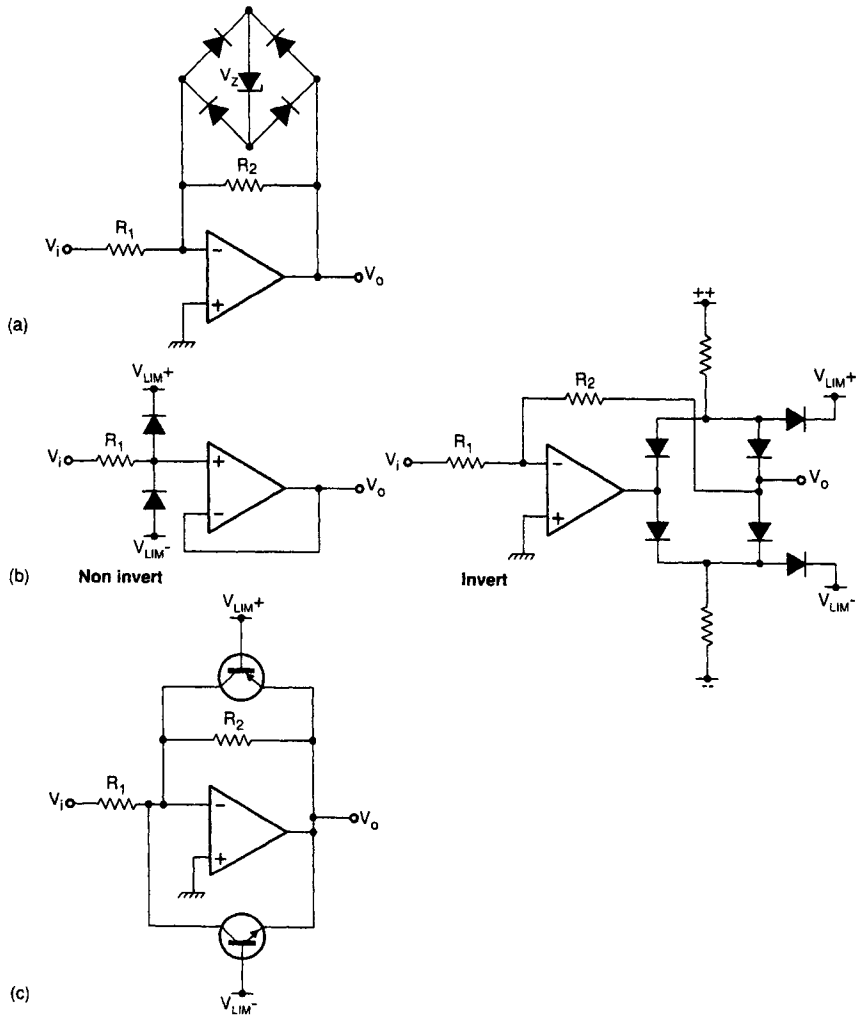 V_Z
R_2
R_1
V_i
−
+
V_o
(a)
V_LIM+
R_1
V_i
+
−
V_o
V_LIM-
(b) Non invert
++
V_LIM+
R_2
R_1
V_i
−
+
V_o
V_LIM-
--
Invert
V_LIM+
R_2
R_1
V_i
−
+
V_o
V_LIM-
(c)